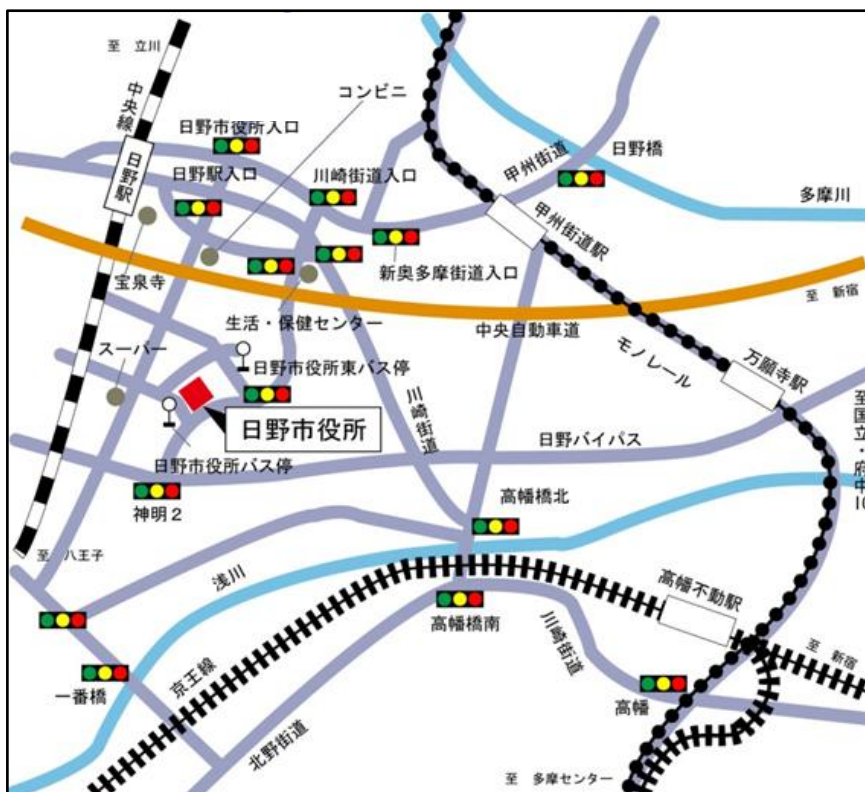 至　立川
中央線
日野駅
日野市役所入口
コンビニ
日野駅入口
川崎街道入口
甲州街道
日野橋
多摩川
甲州街道駅
新奥多摩街道入口
宝泉寺
生活・保健センター
中央自動車道
至　新宿
モノレール
万願寺駅
スーパー
日野市役所東バス停
川崎街道
日野市役所
日野バイパス
日野市役所バス停
至国立・府中IC
神明２
高幡橋北
至　八王子
浅川
高幡不動駅
高幡橋南
川崎街道
至　新宿
一番橋
京王線
北野街道
高幡
至　多摩センター